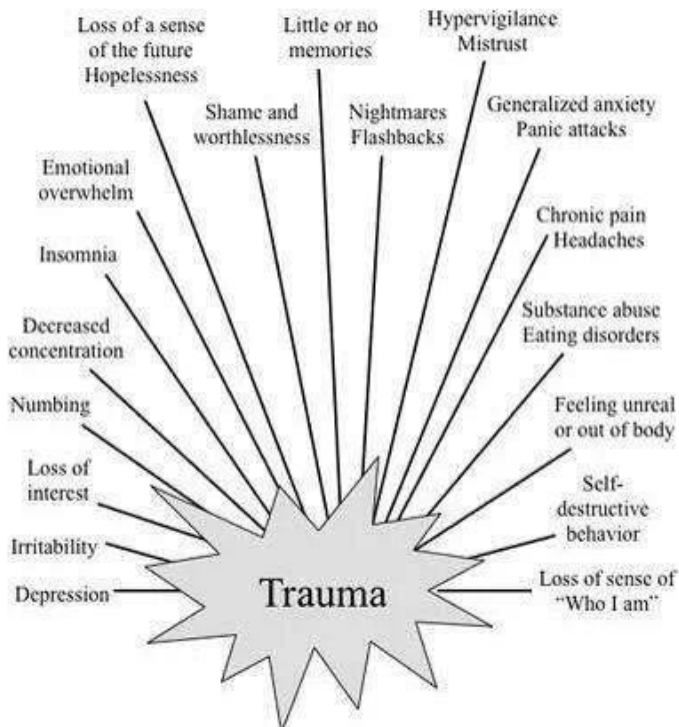 Loss of a sense
of the future
Hopelessness
Little or no
memories
Hypervigilance
Mistrust
Shame and
worthlessness
Nightmares
Flashbacks
Generalized anxiety
Panic attacks
Emotional
overwhelm
Chronic pain
Headaches
Insomnia
Substance abuse
Eating disorders
Decreased
concentration
Numbing
Feeling unreal
or out of body
Loss of
interest
Self-
destructive
behavior
Irritability
Depression
Trauma
Loss of sense of
“Who I am”